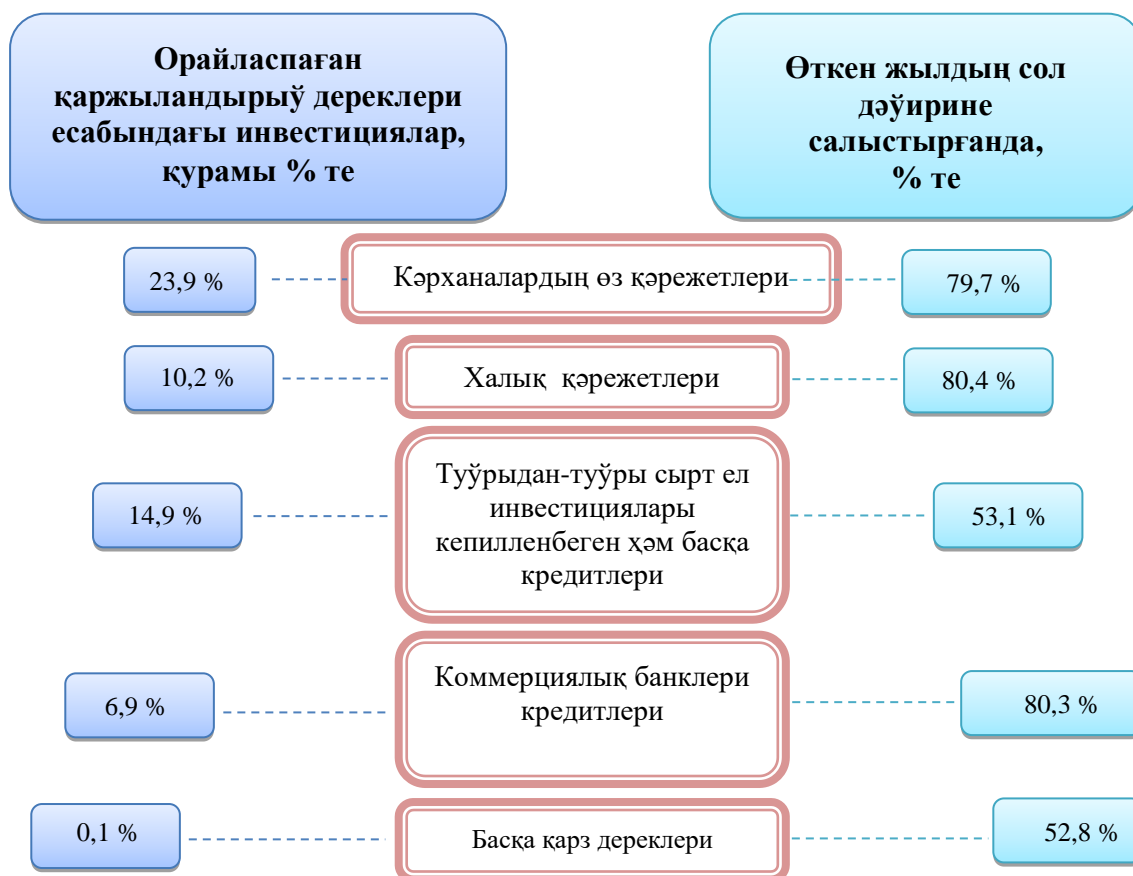 Орайласпаған
қаржыландырыў дереклери
есабындағы инвестициялар,
қурамы % те
Өткен жылдың сол
дәўирине
салыстырғанда,
% те
23,9 %
Кәрханалардың өз қәрежетлери
79,7 %
10,2 %
Халық қәрежетлери
80,4 %
14,9 %
Туўрыдан-туўры сырт ел
инвестициялары
кепилленбеген ҳәм басқа
кредитлери
53,1 %
6,9 %
Коммерциялық банклери
кредитлери
80,3 %
0,1 %
Басқа қарз дереклери
52,8 %